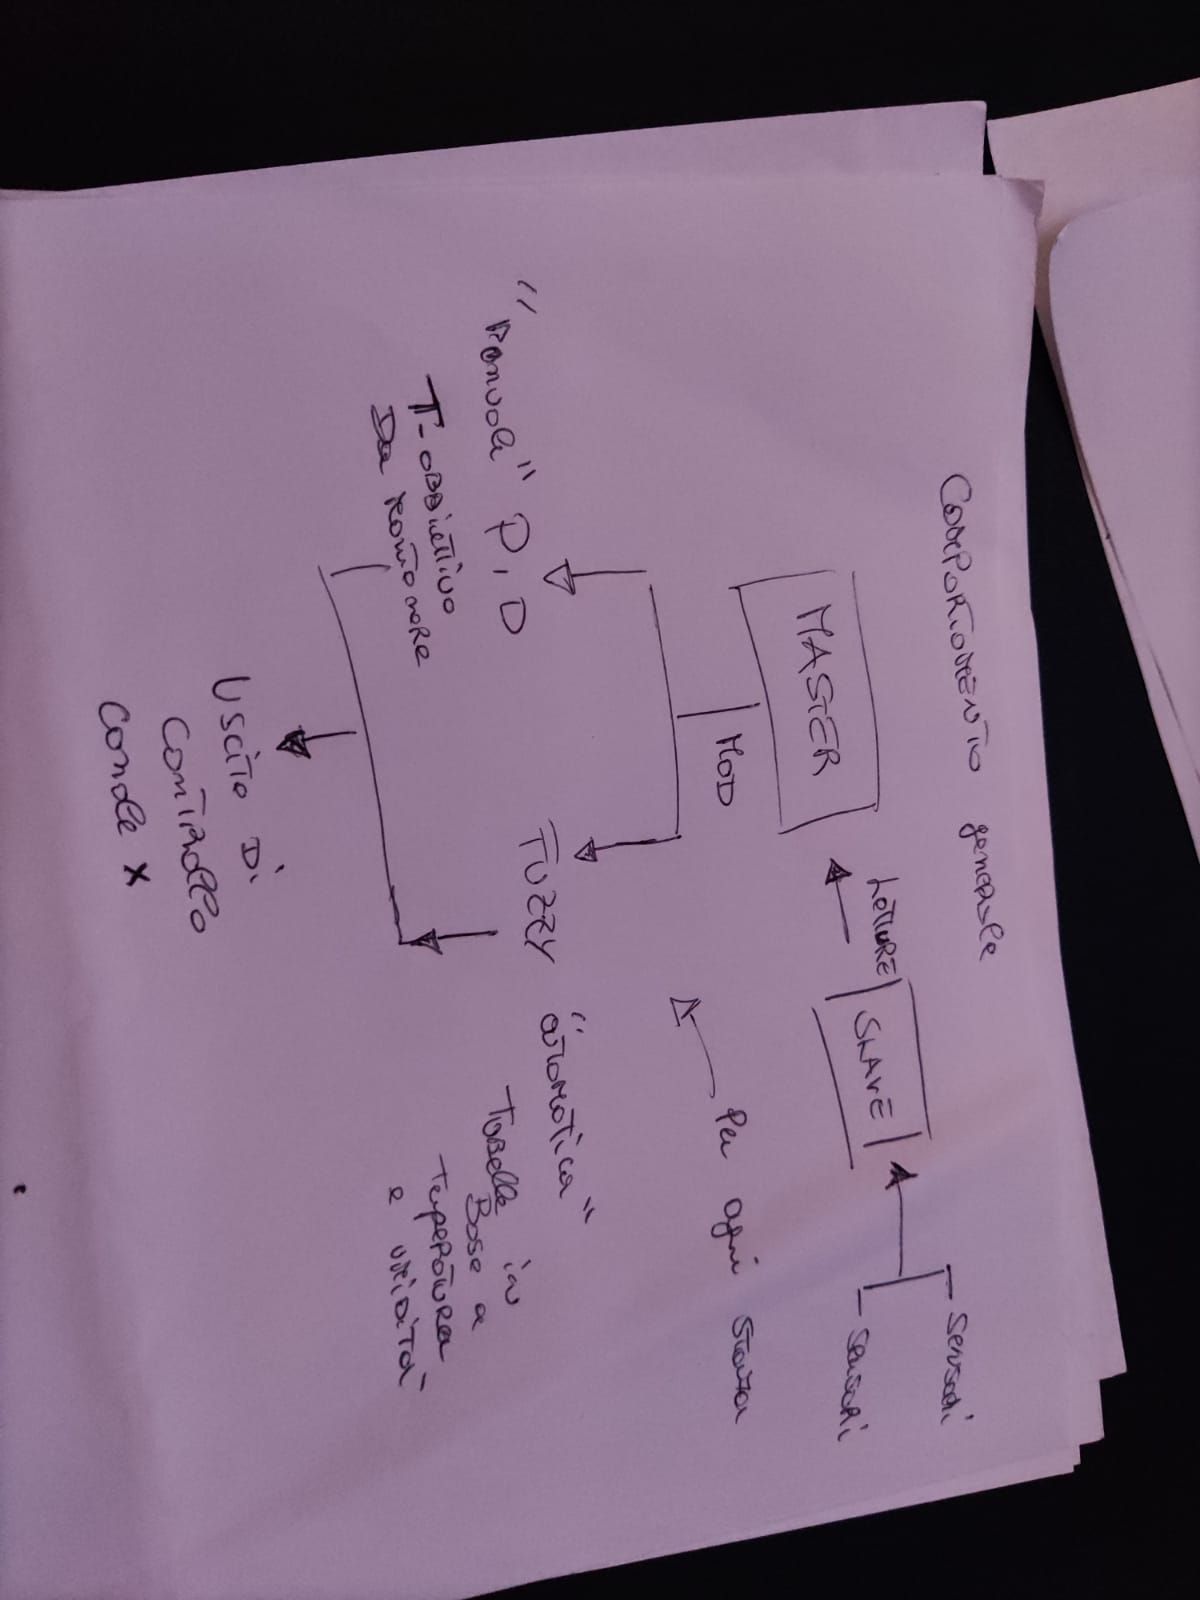 COMPORTAMENTO generale
sensori
LETTURE
SLAVE
sensori
MASTER
MOD
Per ogni stanza
"manuale" P, D
FUZZY "automatica"
Tabelle in
Base a
temperatura
e umidità
T-obbiettivo
Da mantenere
Uscita Di
CONTROLLO
canale x